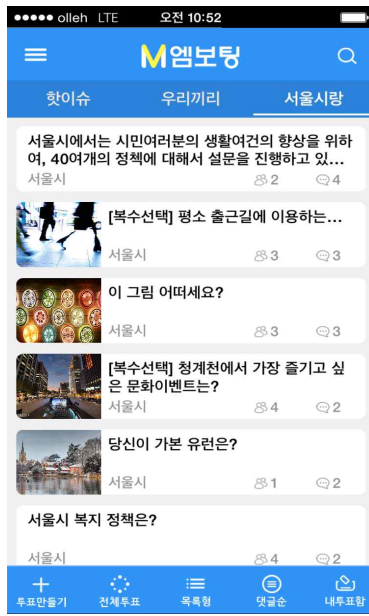 olleh LTE 오전 10:52
M엠보팅
핫이슈 우리끼리 서울시랑
서울시에서는 시민여러분의 생활여건의 향상을 위하
여, 40여개의 정첵에 대해서 설문을 진행하고 있...
서울시 2 4
[복수선택] 평소 출근길에 이용하는...
서울시 3 3
이 그림 어떠세요?
서울시 3 3
[복수선택] 청계천에서 가장 즐기고 싶
은 문화이벤트는?
서울시 4 2
당신이 가본 유런은?
서울시 1 2
서울시 복지 정책은?
서울시 4 2
투표만들기 전체투표 목록형 댓글순 내투표함